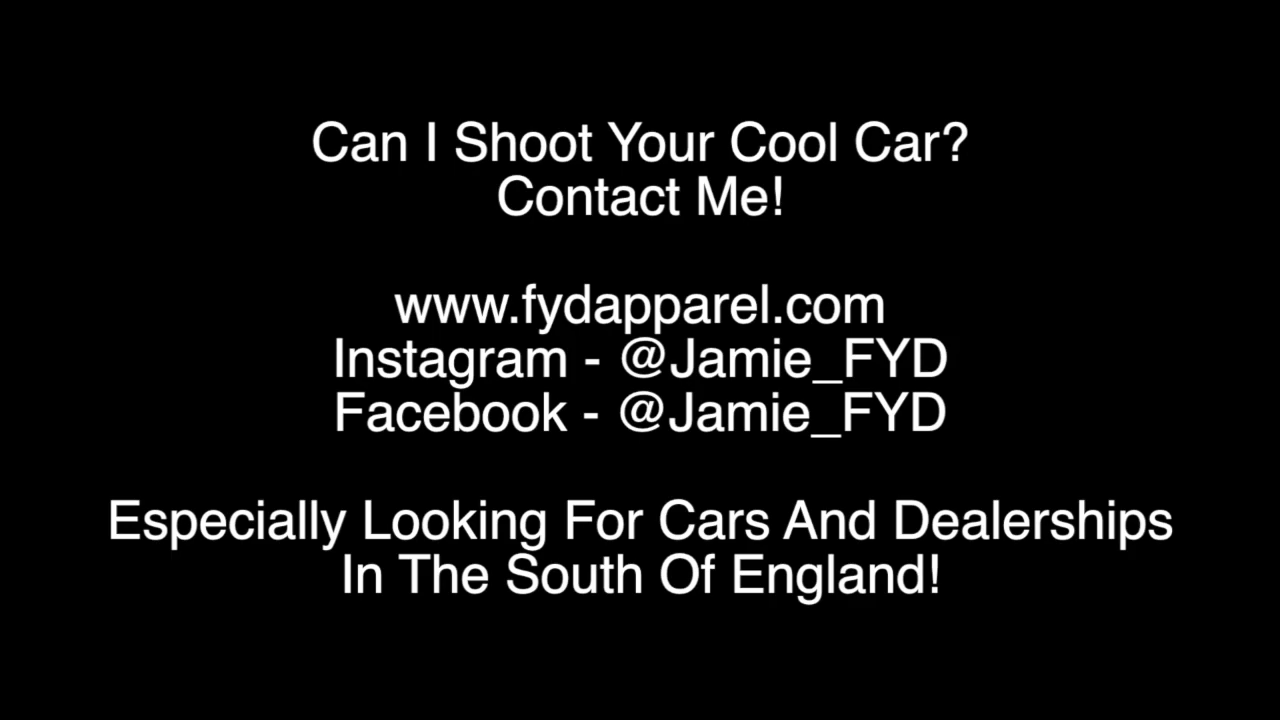 Can I Shoot Your Cool Car?
Contact Me!
www.fydapparel.com
Instagram - @Jamie_FYD
Facebook - @Jamie_FYD
Especially Looking For Cars And Dealerships
In The South Of England!